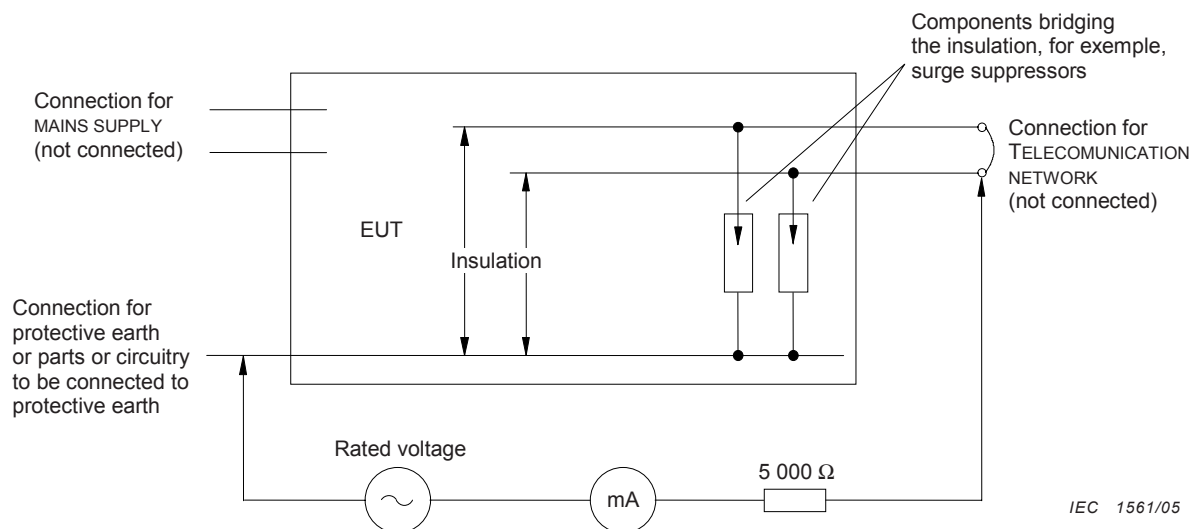 Components bridging
the insulation, for exemple,
surge suppressors
Connection for
MAINS SUPPLY
(not connected)
Connection for
TELECOMUNICATION
NETWORK
(not connected)
EUT
Insulation
Connection for
protective earth
or parts or circuitry
to be connected to
protective earth
Rated voltage
mA
5 000 Ω
IEC 1561/05